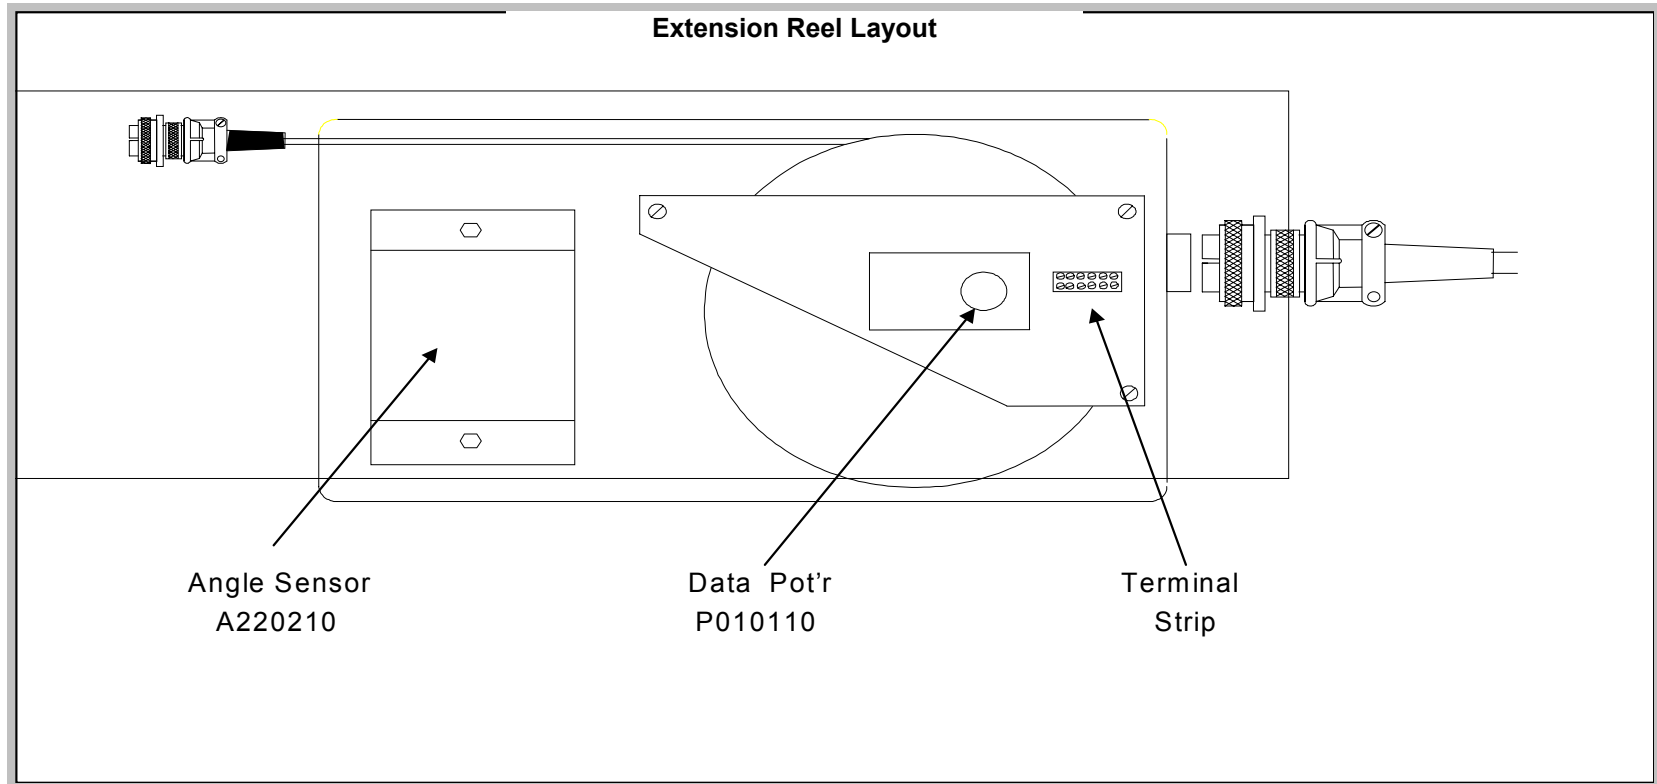 Extension Reel Layout
Angle Sensor
A220210
Data Pot’r
P010110
Terminal
Strip